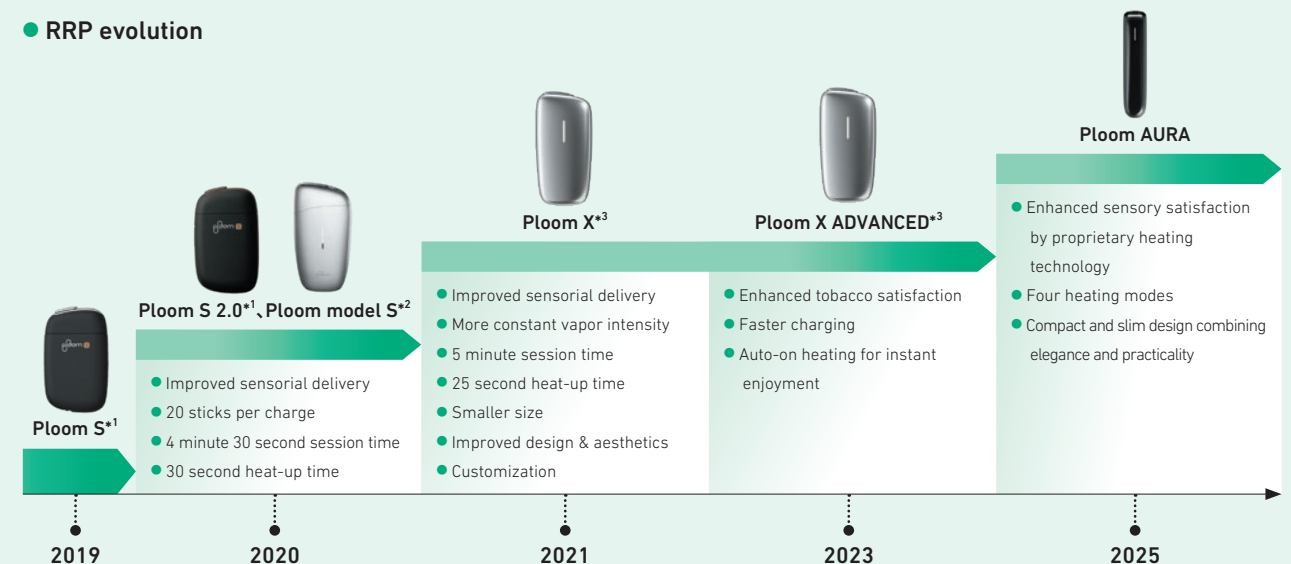 RRP evolution
Ploom S*1
Ploom S 2.0*1、Ploom model S*2
Improved sensorial delivery
20 sticks per charge
4 minute 30 second session time
30 second heat-up time
Ploom X*3
Improved sensorial delivery
More constant vapor intensity
5 minute session time
25 second heat-up time
Smaller size
Improved design & aesthetics
Customization
Ploom X ADVANCED*3
Enhanced tobacco satisfaction
Faster charging
Auto-on heating for instant
enjoyment
Ploom AURA
Enhanced sensory satisfaction
by proprietary heating
technology
Four heating modes
Compact and slim design combining
elegance and practicality
2019
2020
2021
2023
2025